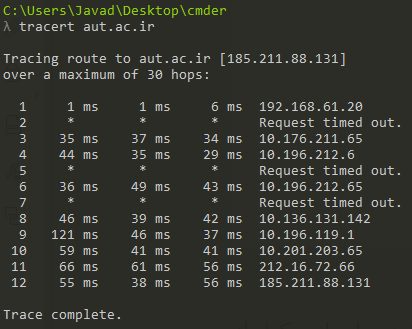 C:\Users\Javad\Desktop\cmder
λ tracert aut.ac.ir
Tracing route to aut.ac.ir [185.211.88.131]
over a maximum of 30 hops:
1 1 ms 1 ms 6 ms 192.168.61.20
2 * * * Request timed out.
3 35 ms 37 ms 34 ms 10.176.211.65
4 44 ms 35 ms 29 ms 10.196.212.6
5 * * * Request timed out.
6 36 ms 49 ms 43 ms 10.196.212.65
7 * * * Request timed out.
8 46 ms 39 ms 42 ms 10.136.131.142
9 121 ms 46 ms 37 ms 10.196.119.1
10 59 ms 41 ms 41 ms 10.201.203.65
11 66 ms 61 ms 56 ms 212.16.72.66
12 55 ms 38 ms 56 ms 185.211.88.131
Trace complete.